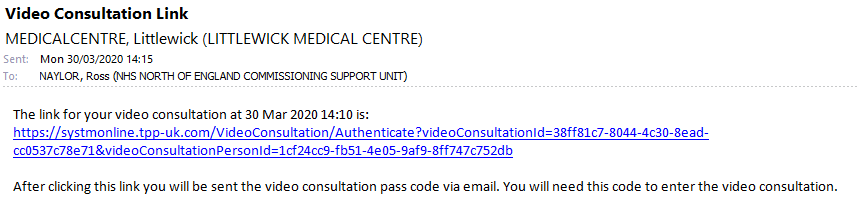 Video Consultation Link
MEDICALCENTRE, Littlewick (LITTLEWICK MEDICAL CENTRE)
Sent: Mon 30/03/2020 14:15
To: NAYLOR, Ross (NHS NORTH OF ENGLAND COMMISSIONING SUPPORT UNIT)
The link for your video consultation at 30 Mar 2020 14:10 is:
https://systmonline.tpp-uk.com/VideoConsultation/Authenticate?videoConsultationId=38ff81c7-8044-4c30-8ead-
cc0537c78e71&videoConsultationPersonId=1cf24cc9-fb51-4e05-9af9-8ff747c752db
After clicking this link you will be sent the video consultation pass code via email. You will need this code to enter the video consultation.